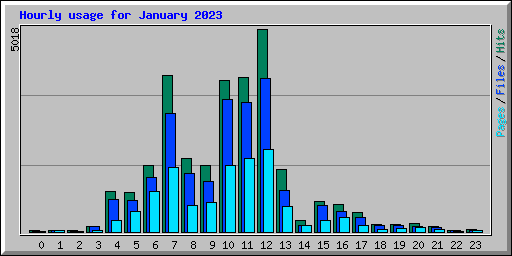 Hourly usage for January 2023
5018
Pages/Files/Hits
0 1 2 3 4 5 6 7 8 9 10 11 12 13 14 15 16 17 18 19 20 21 22 23